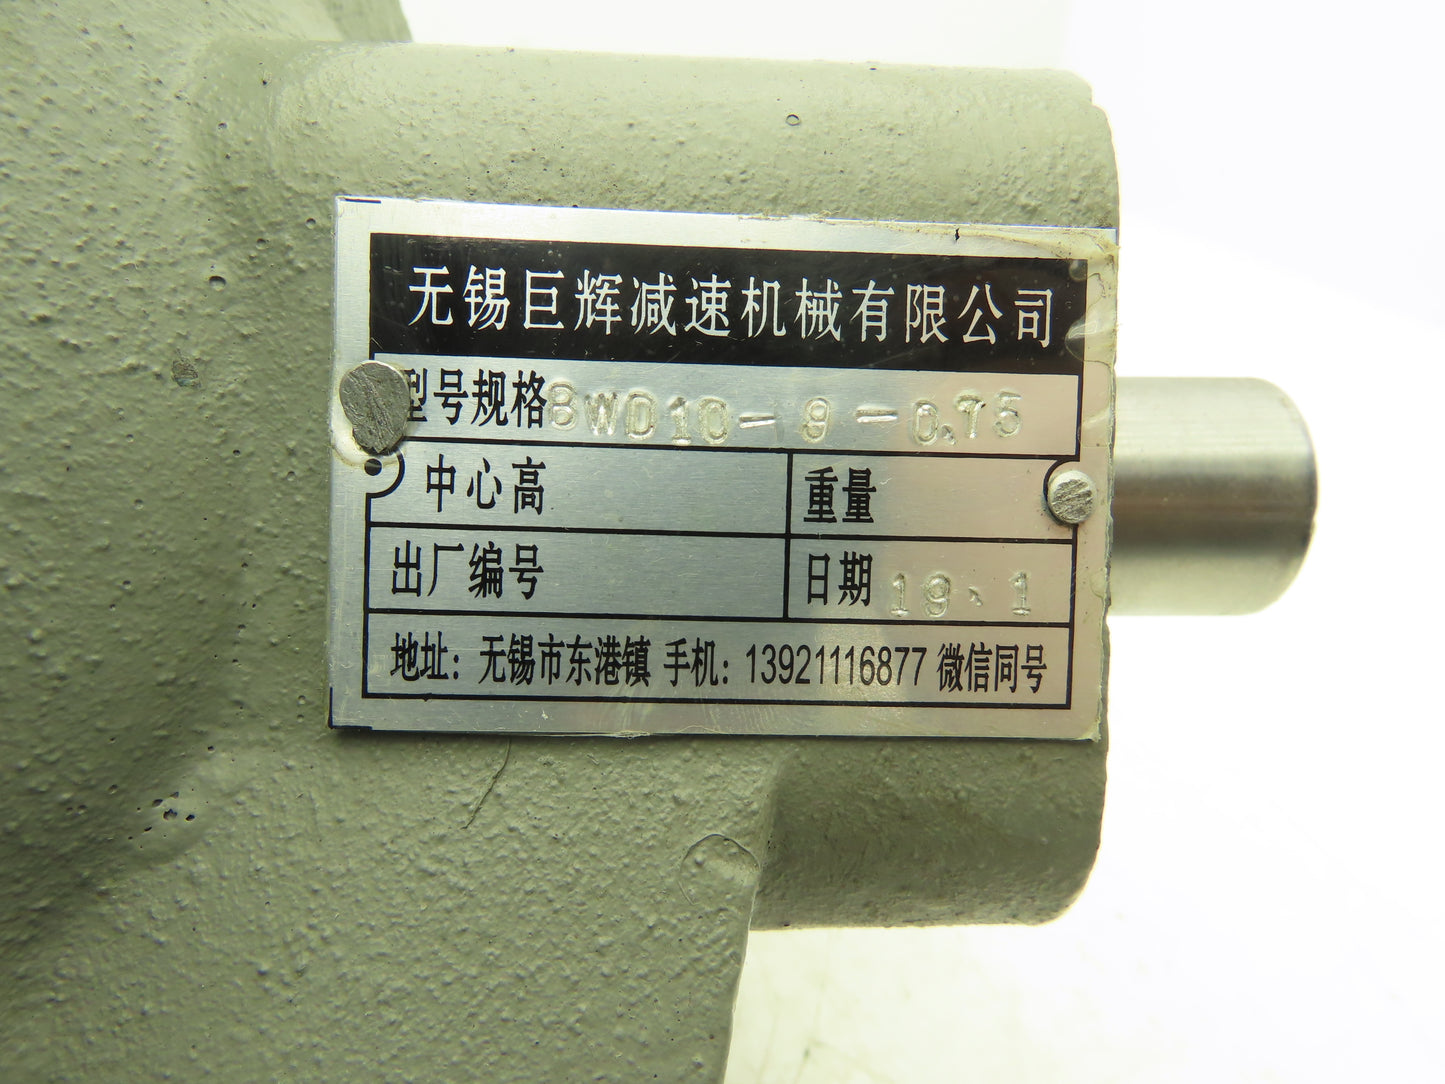 无锡巨辉减速机械有限公司
型号规格 BWD10-9-0.75
中心高 重量
出厂编号 日期 19、1
地址：无锡市东港镇 手机：13921116877 微信同号